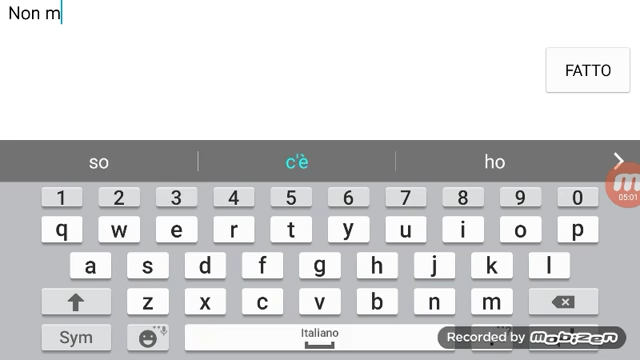 Non m
FATTO
so c'è ho
05:01
1 2 3 4 5 6 7 8 9 0
q w e r t y u i o p
a s d f g h j k l
z x c v b n m
Sym Italiano
Recorded by Mobizen